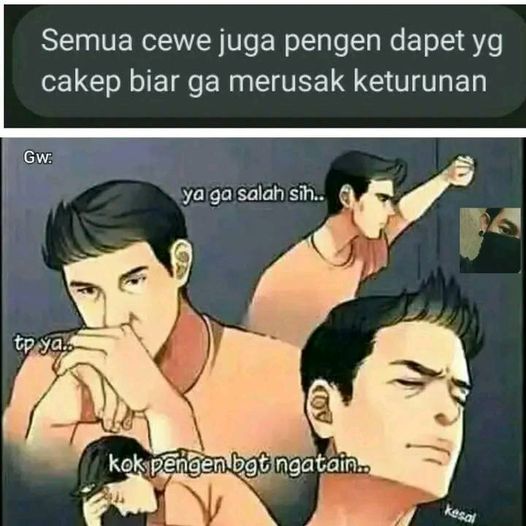 Semua cewe juga pengen dapet yg
cakep biar ga merusak keturunan
Gw:
ya ga salah sih..
tp ya..
kok pengen bgt ngatain..
kesal